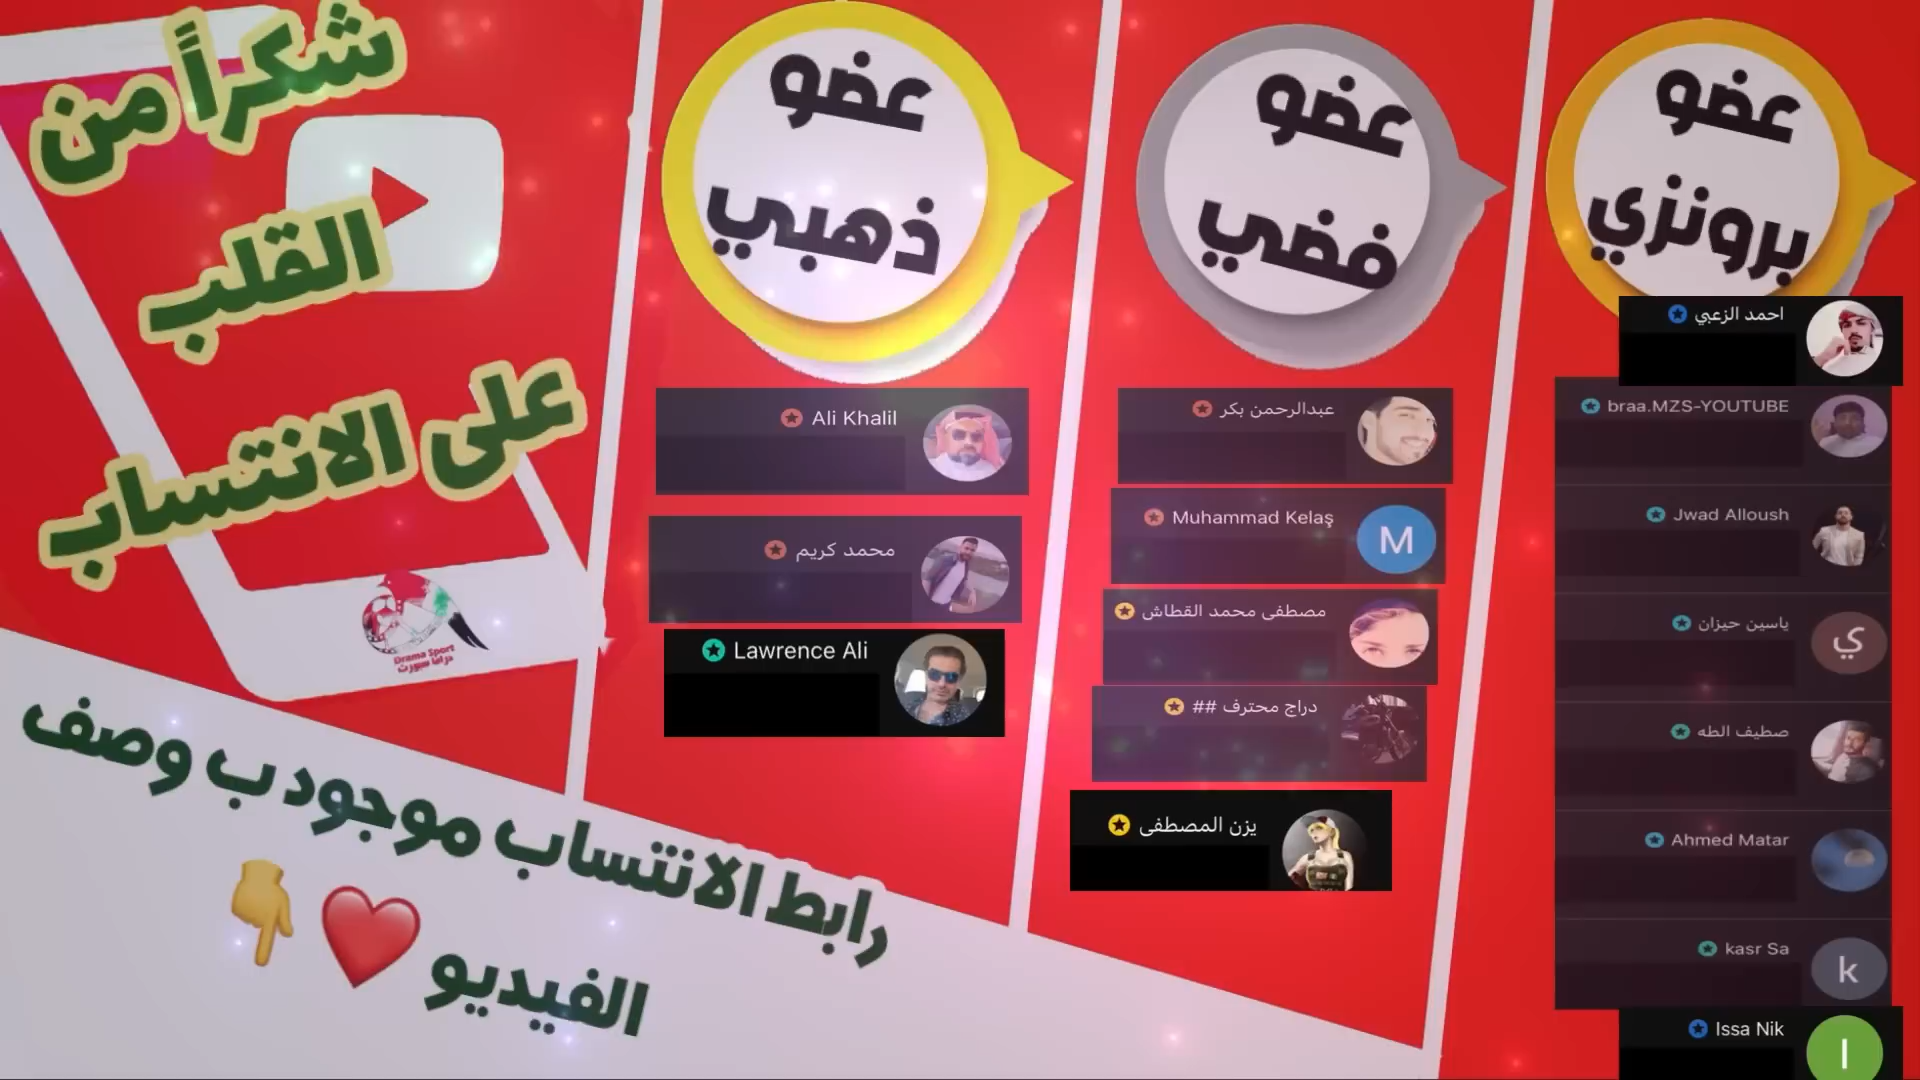 شكراً من
القلب
على الانتساب
Drama Sport
دراما سبورت
رابط الانتساب موجود ب وصف
الفيديو ❤️👇
عضو
ذهبي
Ali Khalil
محمد كريم
Lawrence Ali
عضو
فضي
عبدالرحمن بكر
Muhammad Kelaş
M
مصطفى محمد القطاش
دراج محترف ##
يزن المصطفى
عضو
برونزي
احمد الزعبي
braa.MZS-YOUTUBE
Jwad Alloush
ياسين حيزان
ي
صطيف الطه
Ahmed Matar
kasr Sa
k
Issa Nik
I